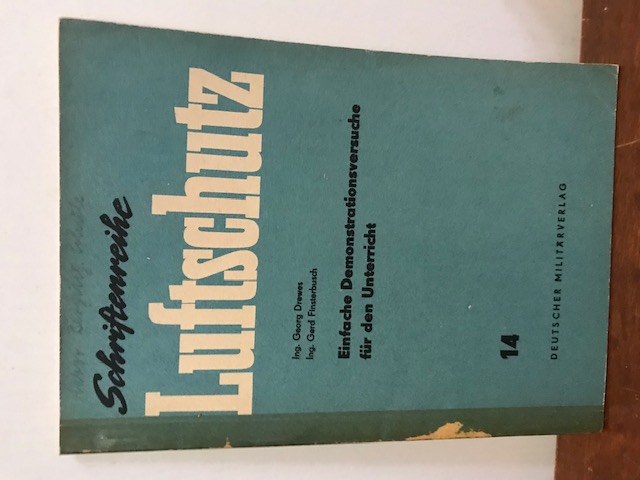 Schriftenreihe
Luftschutz
Ing. Georg Drewes
Ing. Gerd Finsterbusch
Einfache Demonstrationsversuche
für den Unterricht
14
DEUTSCHER MILITÄRVERLAG